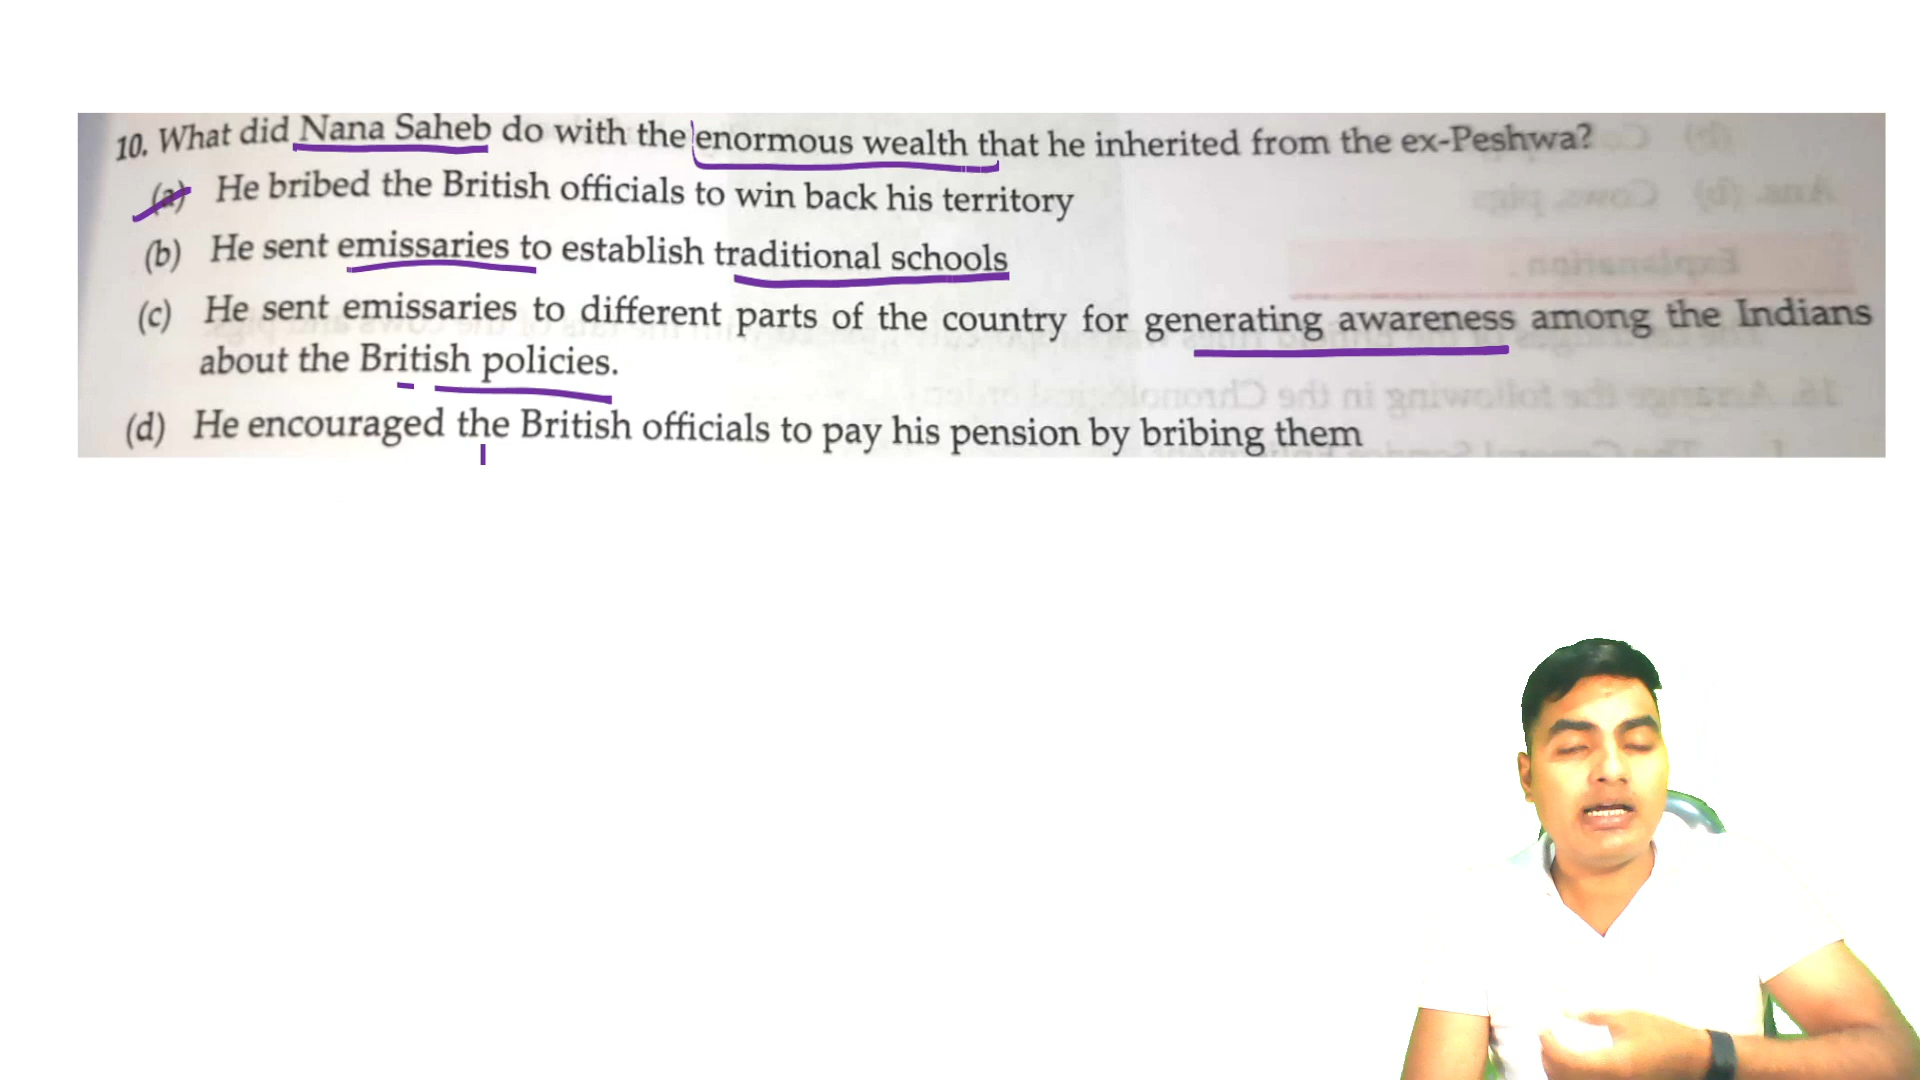 10. What did Nana Saheb do with the enormous wealth that he inherited from the ex-Peshwa?
(a) He bribed the British officials to win back his territory
(b) He sent emissaries to establish traditional schools
(c) He sent emissaries to different parts of the country for generating awareness among the Indians
about the British policies.
(d) He encouraged the British officials to pay his pension by bribing them